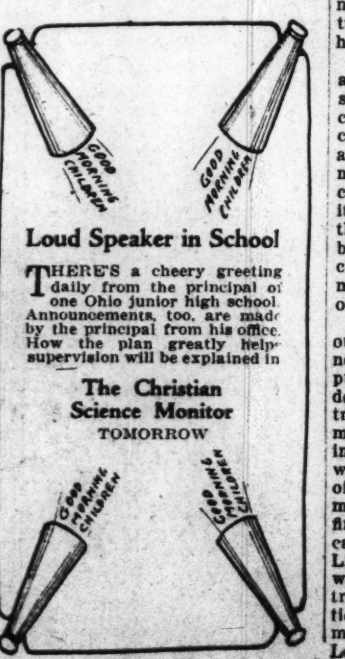 GOOD
MORNING
CHILDREN
GOOD
MORNING
CHILDREN
Loud Speaker in School
THERE'S a cheery greeting
daily from the principal of
one Ohio junior high school.
Announcements, too, are made
by the principal from his office.
How the plan greatly helps
supervision will be explained in
The Christian
Science Monitor
TOMORROW
GOOD
MORNING
CHILDREN
GOOD
MORNING
CHILDREN